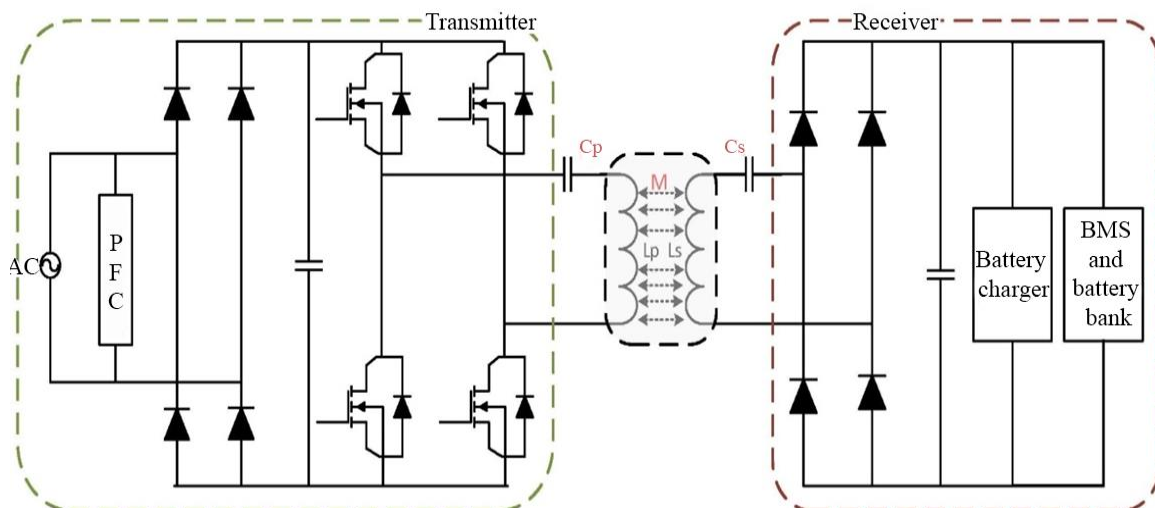 Transmitter
Receiver
Cp
Cs
M
Lp Ls
AC
P
F
C
Battery
charger
BMS
and
battery
bank